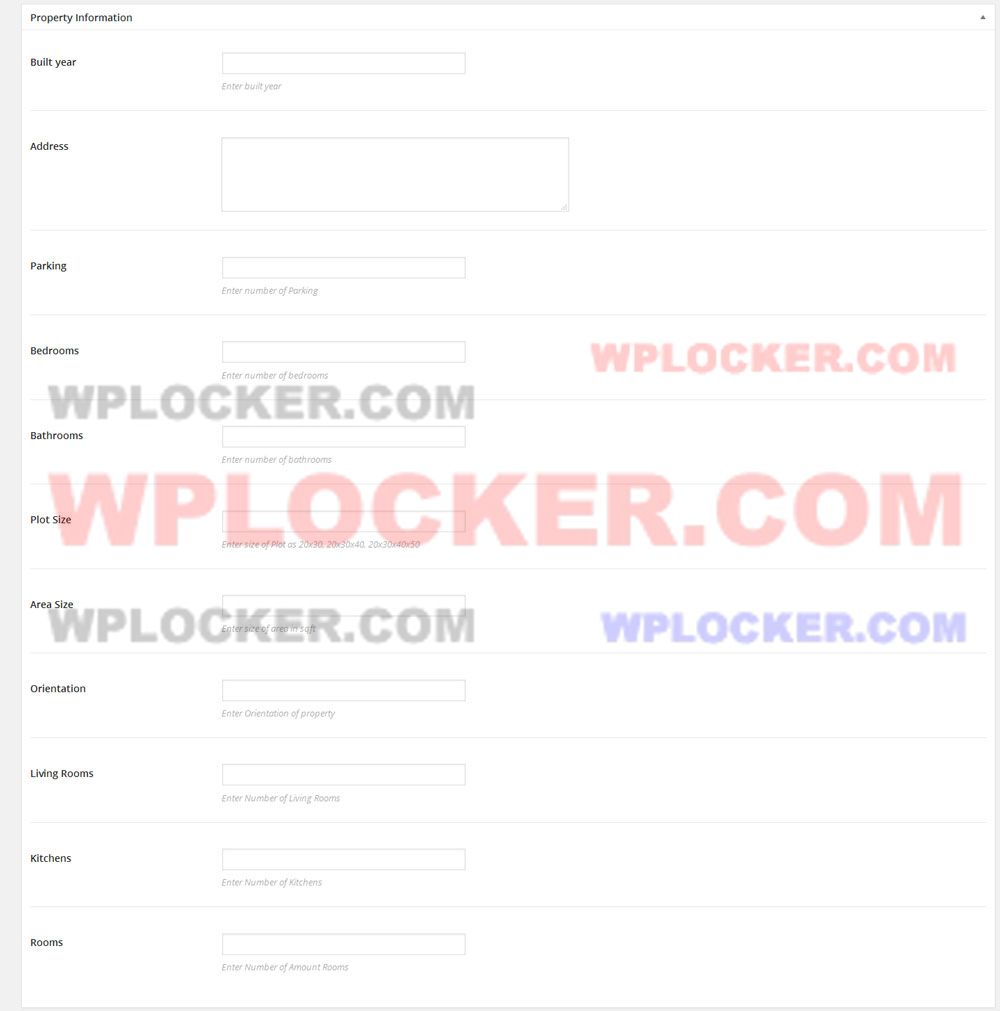 Property Information
Built year
Enter built year
Address
Parking
Enter number of Parking
Bedrooms
WPLOCKER.COM
Enter number of bedrooms
WPLOCKER.COM
Bathrooms
Enter number of bathrooms
WPLOCKER.COM
Plot Size
Enter size of Plot as 20x30, 20x30x40, 20x30x40x50
Area Size
WPLOCKER.COM
WPLOCKER.COM
Enter size of area in sqft
Orientation
Enter Orientation of property
Living Rooms
Enter Number of Living Rooms
Kitchens
Enter Number of Kitchens
Rooms
Enter Number of Amount Rooms